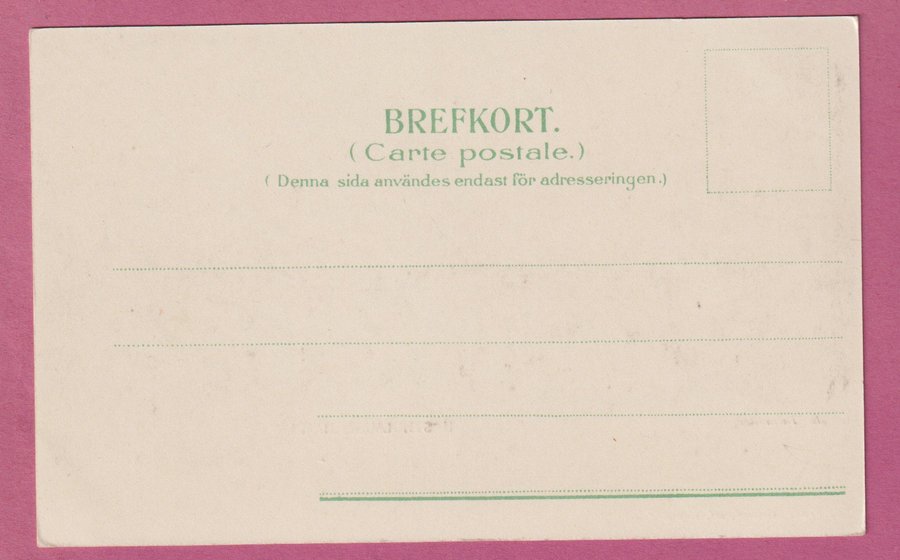 BREFKORT.
(Carte postale.)
(Denna sida användes endast för adresseringen.)